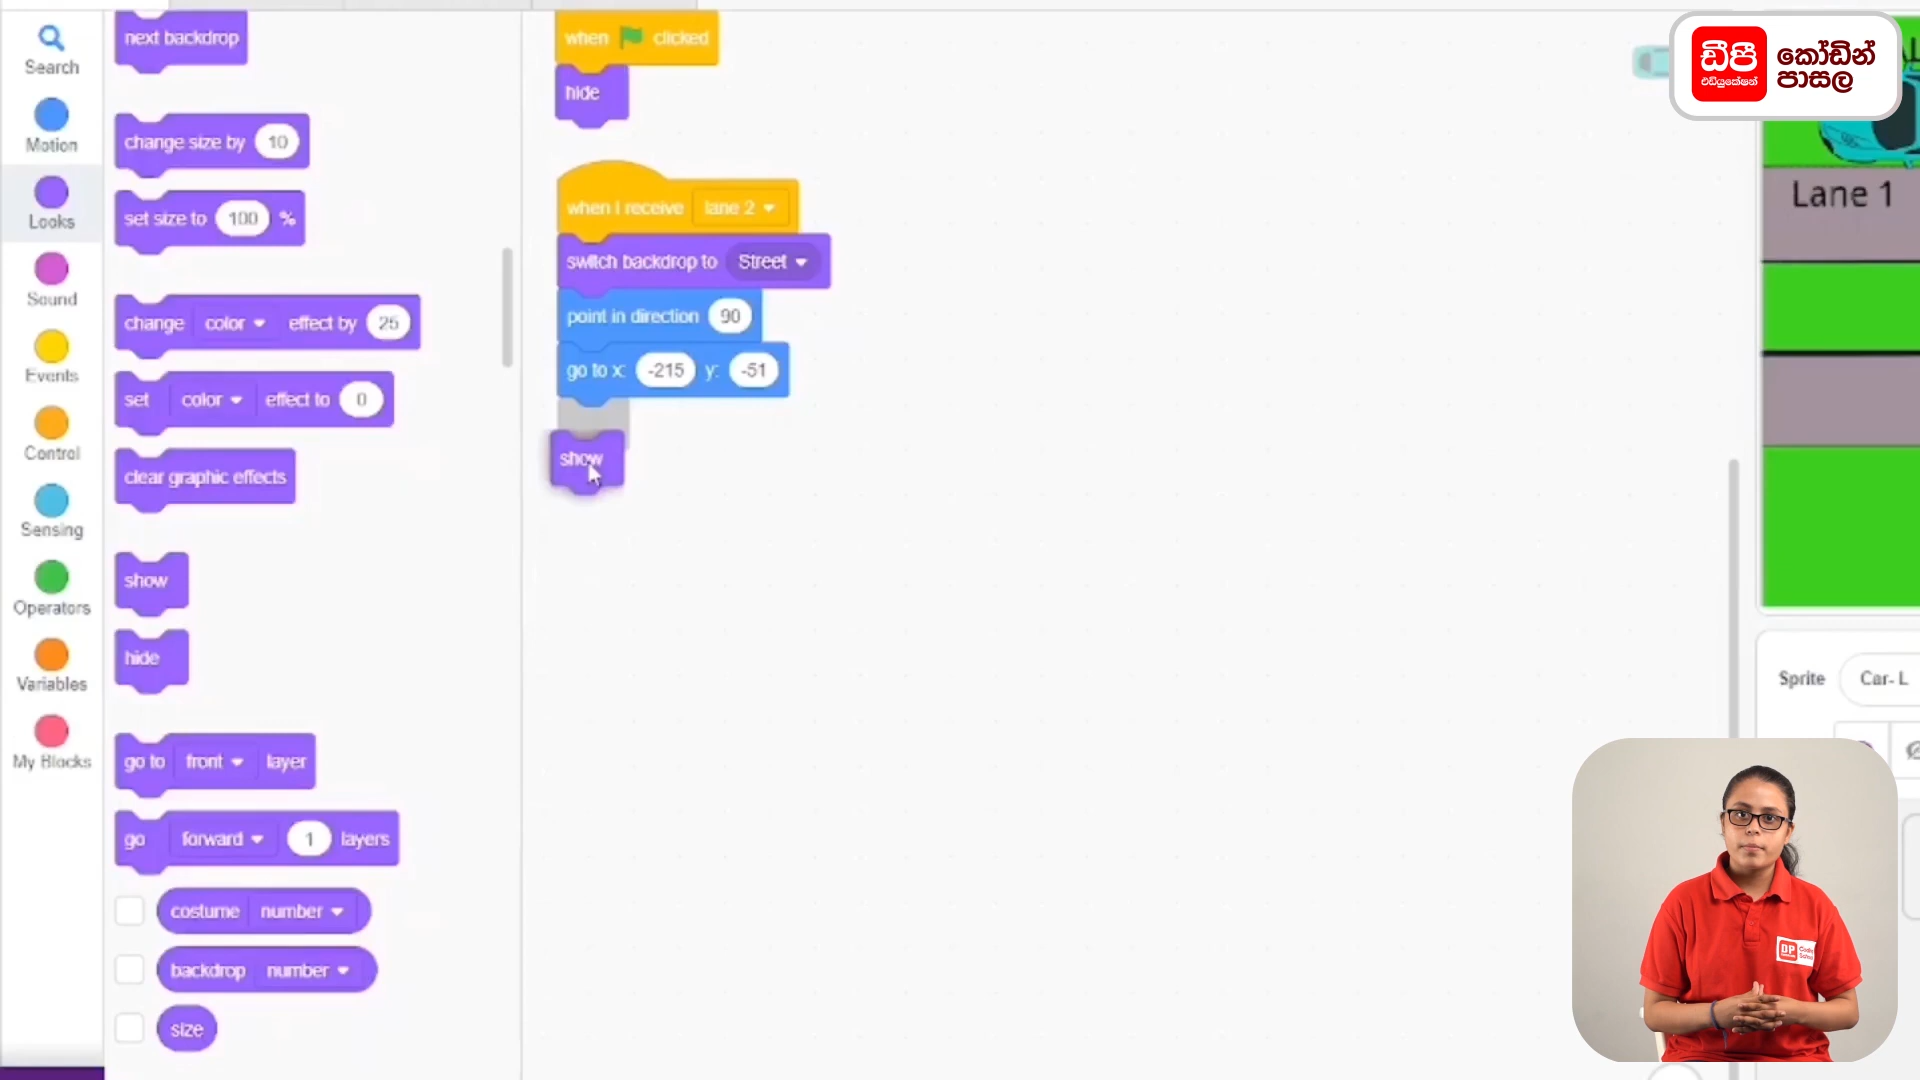 Search
Motion
Looks
Sound
Events
Control
Sensing
Operators
Variables
My Blocks
next backdrop
change size by 10
set size to 100 %
change color effect by 25
set color effect to 0
clear graphic effects
show
hide
go to front layer
go forward 1 layers
costume number
backdrop number
size
when clicked
hide
when I receive lane 2
switch backdrop to Street
point in direction 90
go to x: -215 y: -51
show
ඩීපී
එඩියුකේෂන්
කෝඩින්
පාසල
Lane 1
Sprite Car- L
DP